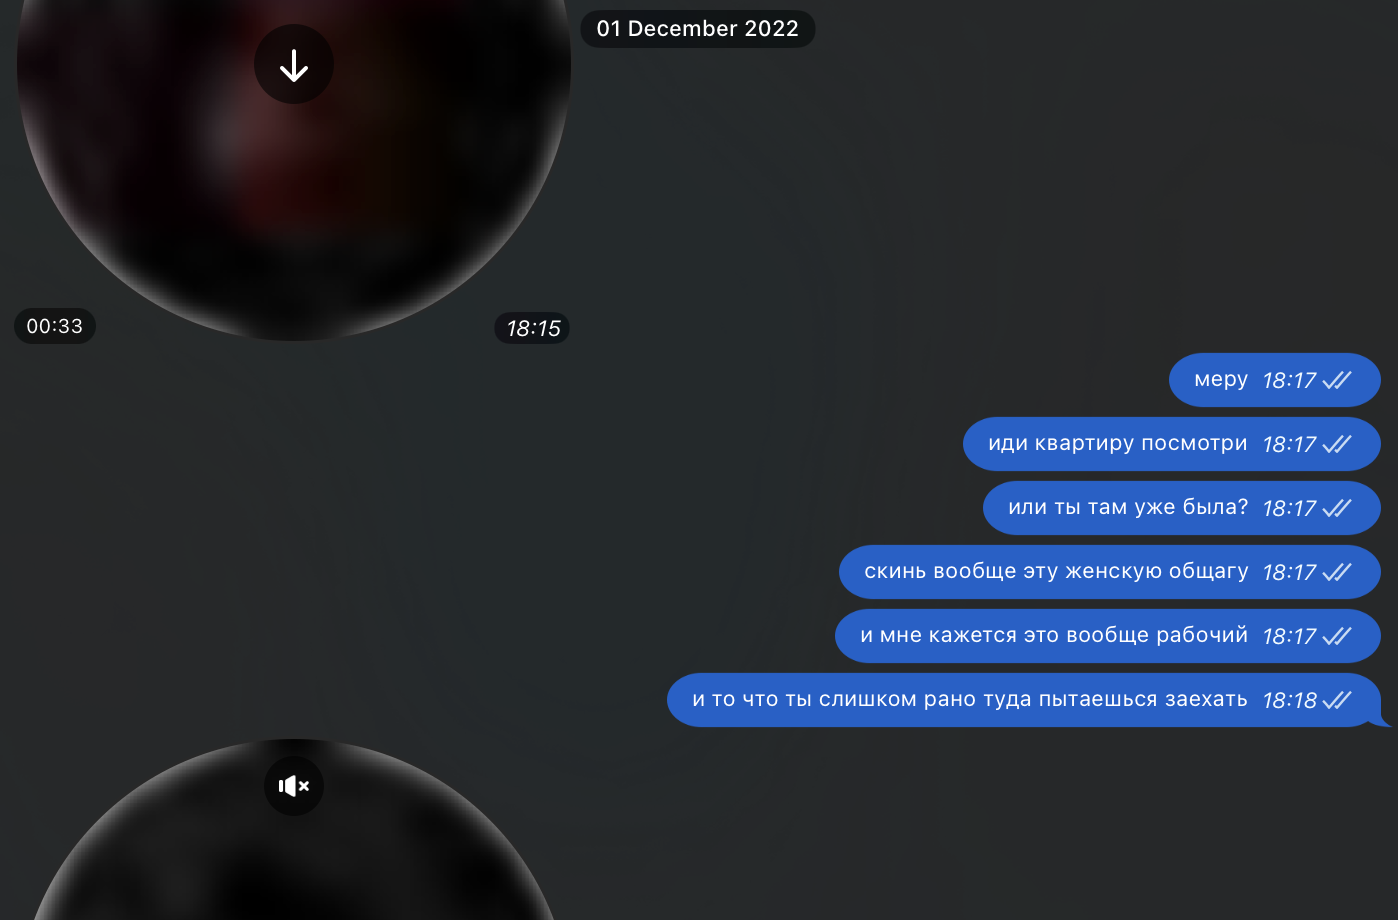 01 December 2022
00:33
18:15
меру 18:17
иди квартиру посмотри 18:17
или ты там уже была? 18:17
скинь вообще эту женскую общагу 18:17
и мне кажется это вообще рабочий 18:17
и то что ты слишком рано туда пытаешься заехать 18:18